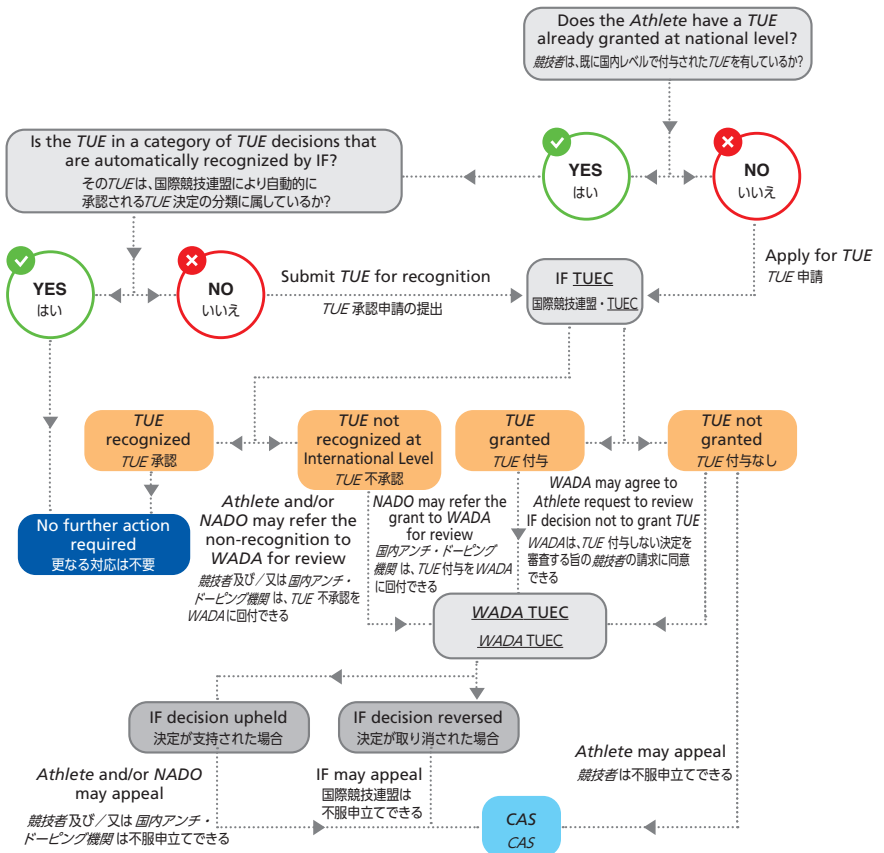 Does the Athlete have a TUE
already granted at national level?
競技者は、既に国内レベルで付与されたTUEを有しているか?
Is the TUE in a category of TUE decisions that
are automatically recognized by IF?
そのTUEは、国際競技連盟により自動的に
承認されるTUE決定の分類に属しているか?
YES
はい
NO
いいえ
YES
はい
NO
いいえ
Submit TUE for recognition
TUE 承認申請の提出
IF TUEC
国際競技連盟・TUEC
Apply for TUE
TUE 申請
TUE
recognized
TUE 承認
TUE not
recognized at
International Level
TUE 不承認
TUE
granted
TUE 付与
TUE not
granted
TUE 付与なし
No further action
required
更なる対応は不要
Athlete and/or
NADO may refer the
non-recognition to
WADA for review
競技者及び/又は国内アンチ・
ドーピング機関は、TUE 不承認を
WADAに回付できる
NADO may refer the
grant to WADA
for review
国内アンチ・ドーピング
機関は、TUE付与をWADA
に回付できる
WADA may agree to
Athlete request to review
IF decision not to grant TUE
WADAは、TUE 付与しない決定を
審査する旨の競技者の請求に同意
できる
WADA TUEC
WADA TUEC
IF decision upheld
決定が支持された場合
IF decision reversed
決定が取り消された場合
Athlete and/or NADO
may appeal
競技者及び/又は国内アンチ・
ドーピング機関は不服申立てできる
IF may appeal
国際競技連盟は
不服申立てできる
Athlete may appeal
競技者は不服申立てできる
CAS
CAS